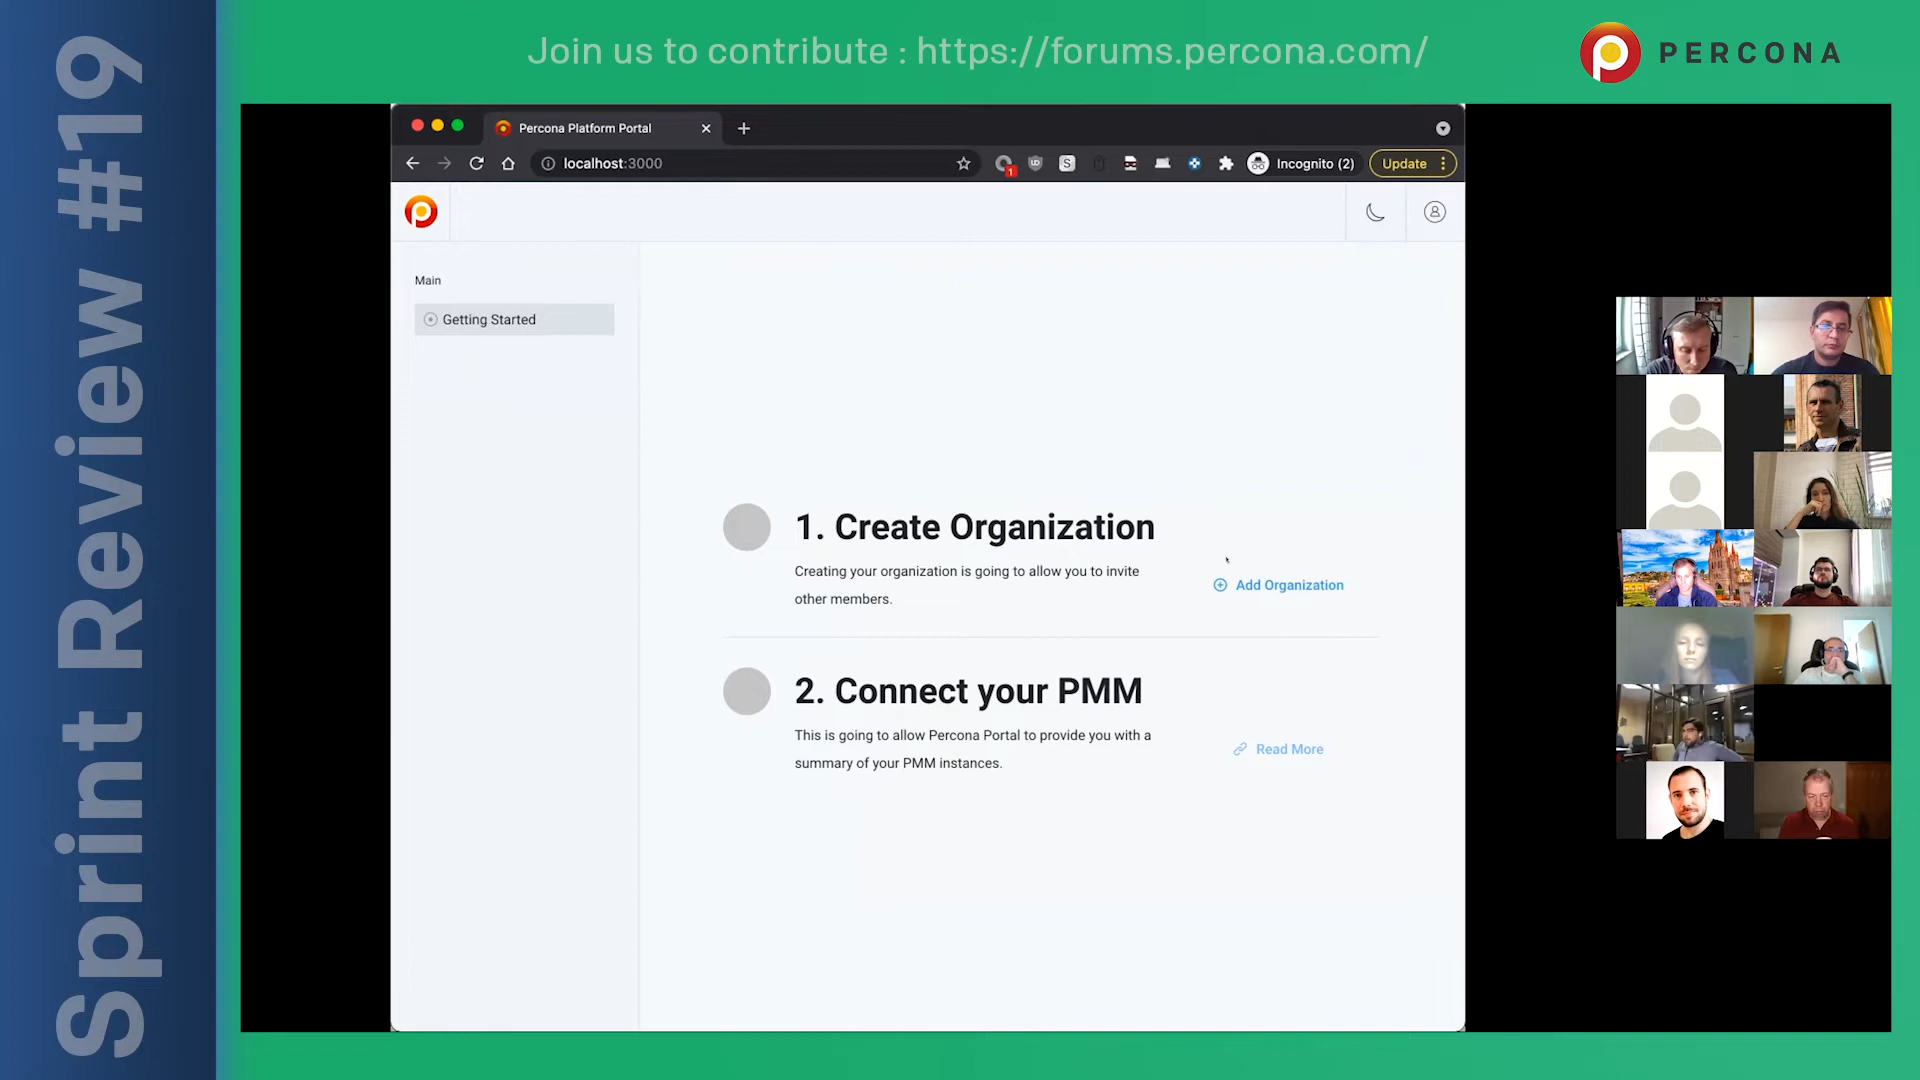 Sprint Review #19
Join us to contribute : https://forums.percona.com/
PERCONA
Percona Platform Portal
localhost:3000
1
Incognito (2)
Update
Main
Getting Started
1. Create Organization
Creating your organization is going to allow you to invite
other members.
Add Organization
2. Connect your PMM
This is going to allow Percona Portal to provide you with a
summary of your PMM instances.
Read More